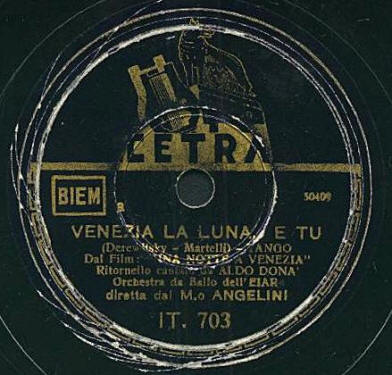 CETRA
BIEM
a
50409
VENEZIA LA LUNA... E TU
(Derewitsky - Martelli) - TANGO
Dal Film: "UNA NOTTE A VENEZIA"
Ritornello cantato da ALDO DONA'
Orchestra da Ballo dell'EIAR
diretta dal M.o ANGELINI
IT. 703